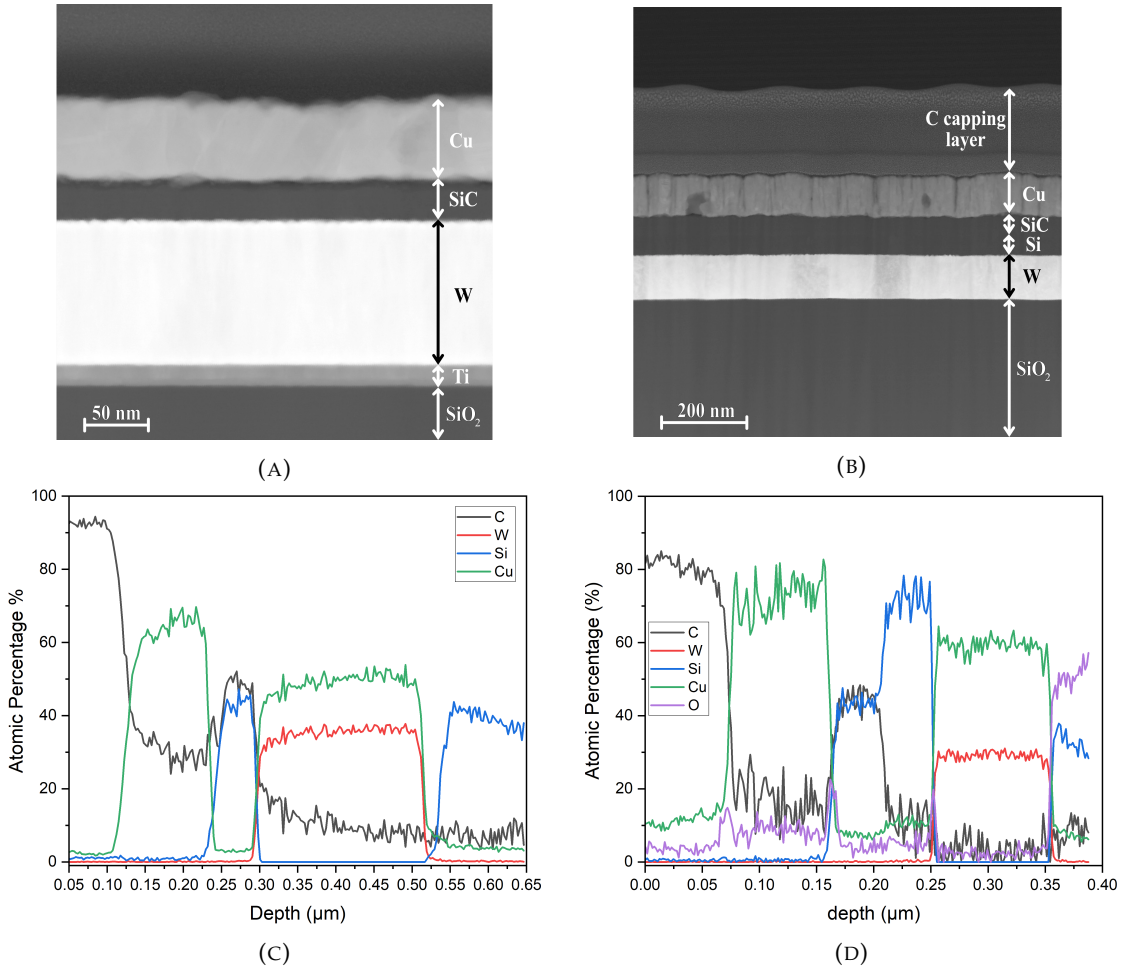 Cu
SiC
W
Ti
SiO₂
50 nm
(A)
C capping
layer
Cu
SiC
Si
W
SiO₂
200 nm
(B)
100
80
60
40
20
0
0.05 0.10 0.15 0.20 0.25 0.30 0.35 0.40 0.45 0.50 0.55 0.60 0.65
Atomic Percentage %
Depth (μm)
C
W
Si
Cu
(C)
100
80
60
40
20
0
0.00 0.05 0.10 0.15 0.20 0.25 0.30 0.35 0.40
Atomic Percentage (%)
depth (μm)
C
W
Si
Cu
O
(D)